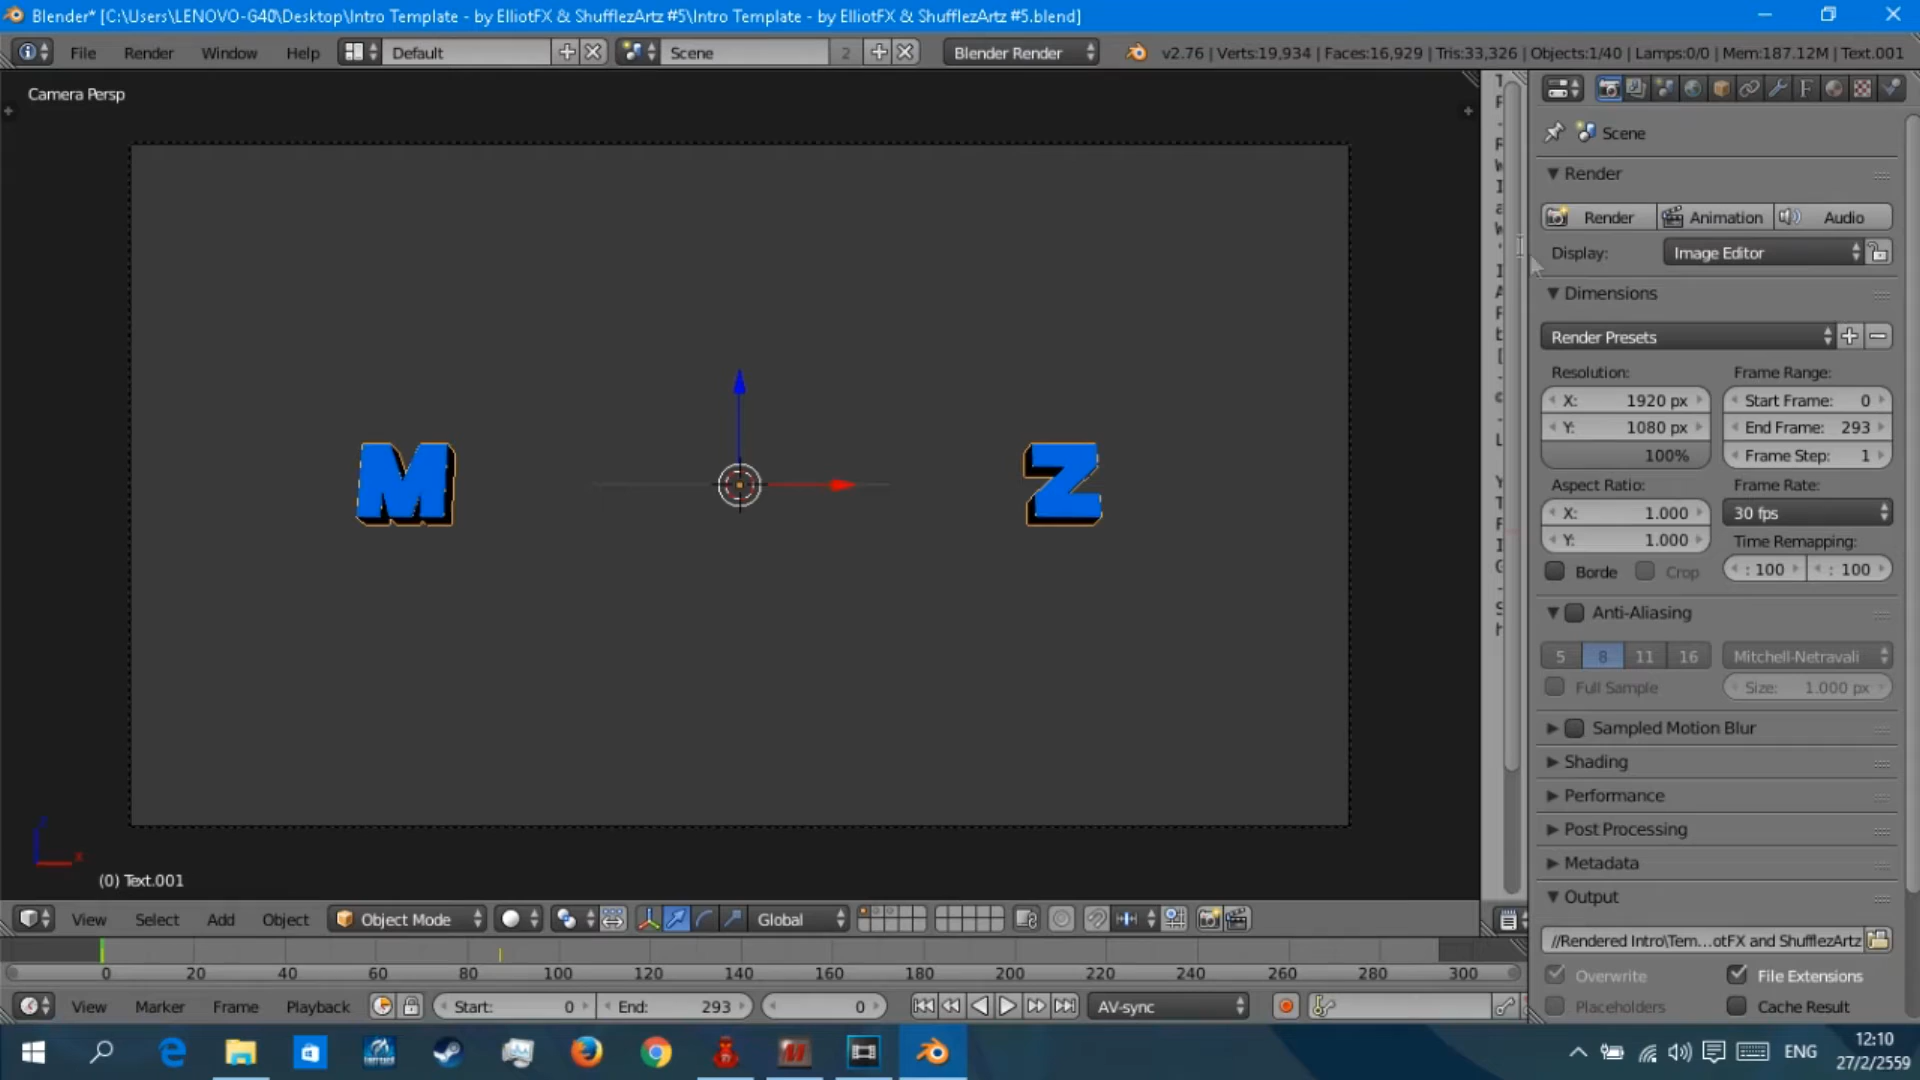 Blender* [C:\Users\LENOVO-G40\Desktop\Intro Template - by ElliotFX & ShufflezArtz #5\Intro Template - by ElliotFX & ShufflezArtz #5.blend]
File Render Window Help Default Scene 2 Blender Render v2.76 | Verts:19,934 | Faces:16,929 | Tris:33,326 | Objects:1/40 | Lamps:0/0 | Mem:187.12M | Text.001
Camera Persp
M Z
(0) Text.001
Scene
Render
Render Animation Audio
Display: Image Editor
Dimensions
Render Presets
Resolution: Frame Range:
X: 1920 px Start Frame: 0
Y: 1080 px End Frame: 293
100% Frame Step: 1
Aspect Ratio: Frame Rate:
X: 1.000 30 fps
Y: 1.000 Time Remapping:
Borde Crop : 100 : 100
Anti-Aliasing
5 8 11 16 Mitchell-Netravali
Full Sample Size: 1.000 px
Sampled Motion Blur
Shading
Performance
Post Processing
Metadata
Output
//Rendered Intro\Tem...otFX and ShufflezArtz
Overwrite File Extensions
Placeholders Cache Result
View Select Add Object Object Mode Global
0 20 40 60 80 100 120 140 160 180 200 220 240 260 280 300
View Marker Frame Playback Start: 0 End: 293 0 AV-sync
ENG
12:10
27/2/2559